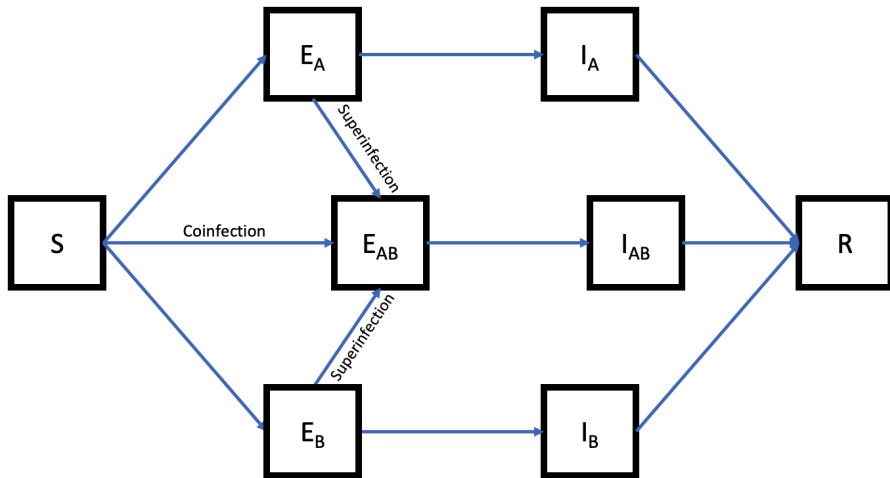 E_A
I_A
Superinfection
S
Coinfection
E_AB
I_AB
R
Superinfection
E_B
I_B